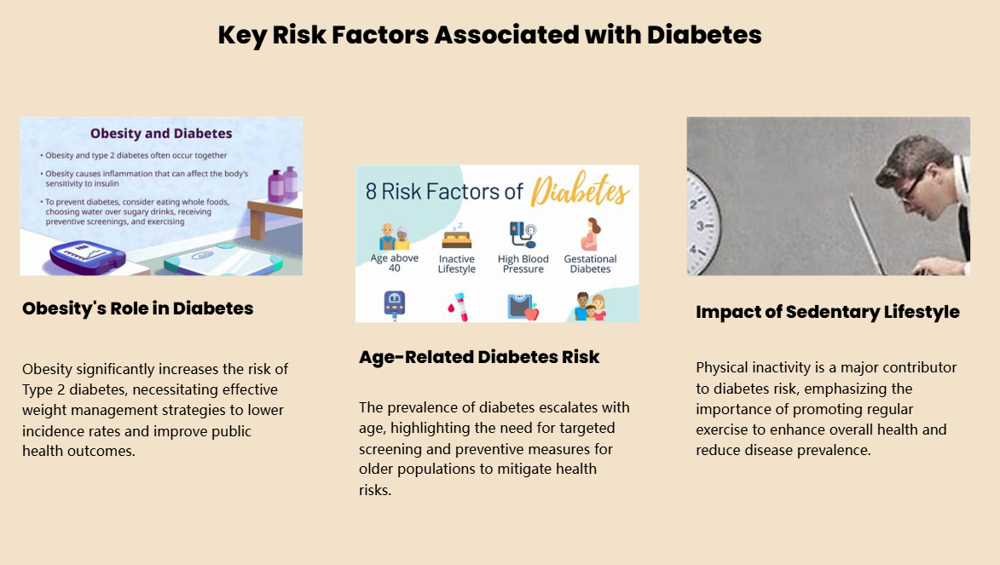 Key Risk Factors Associated with Diabetes
Obesity and Diabetes
• Obesity and type 2 diabetes often occur together
• Obesity causes inflammation that can affect the body's
sensitivity to insulin
• To prevent diabetes, consider eating whole foods,
choosing water over sugary drinks, receiving
preventive screenings, and exercising
Obesity's Role in Diabetes
Obesity significantly increases the risk of
Type 2 diabetes, necessitating effective
weight management strategies to lower
incidence rates and improve public
health outcomes.
8 Risk Factors of Diabetes
Age above
40
Inactive
Lifestyle
High Blood
Pressure
Gestational
Diabetes
8.6
Age-Related Diabetes Risk
The prevalence of diabetes escalates with
age, highlighting the need for targeted
screening and preventive measures for
older populations to mitigate health
risks.
2
3
4
Impact of Sedentary Lifestyle
Physical inactivity is a major contributor
to diabetes risk, emphasizing the
importance of promoting regular
exercise to enhance overall health and
reduce disease prevalence.